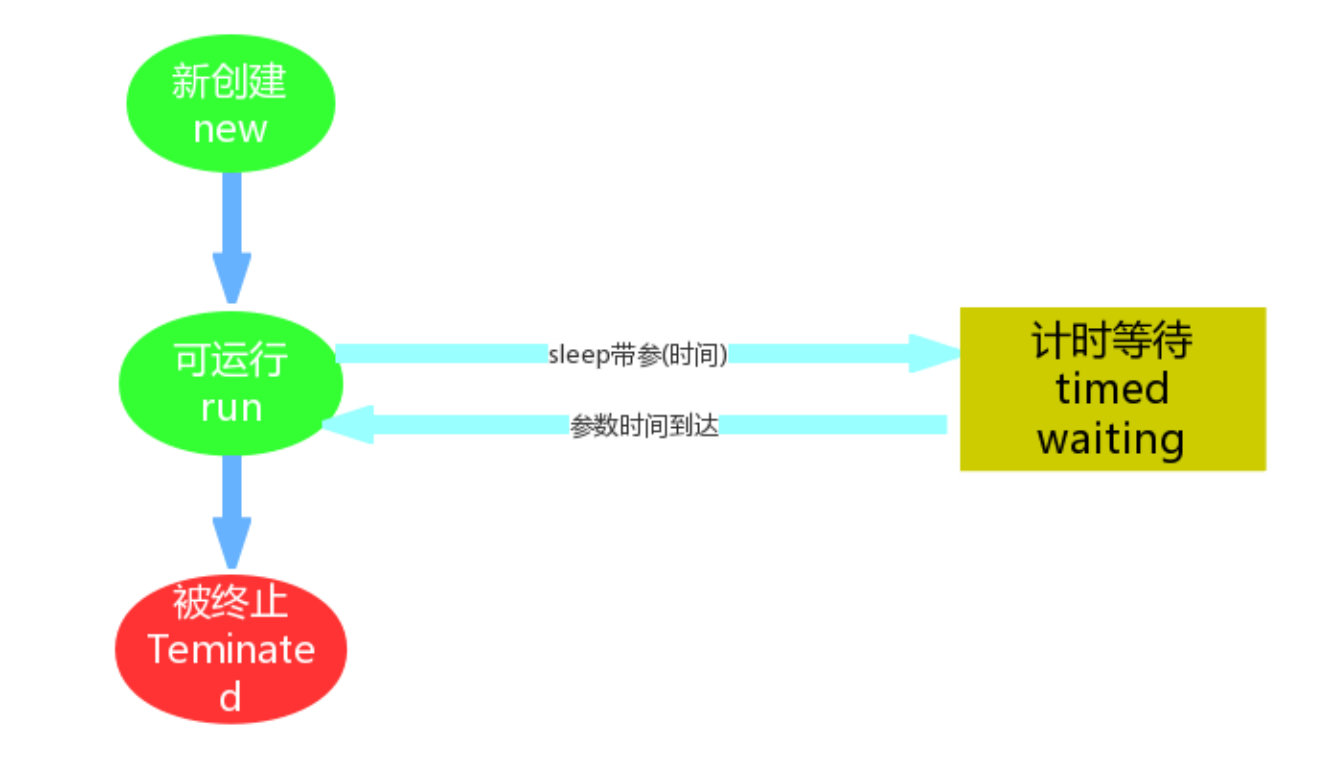 新创建
new
可运行
run
sleep带参(时间)
参数时间到达
计时等待
timed
waiting
被终止
Teminate
d